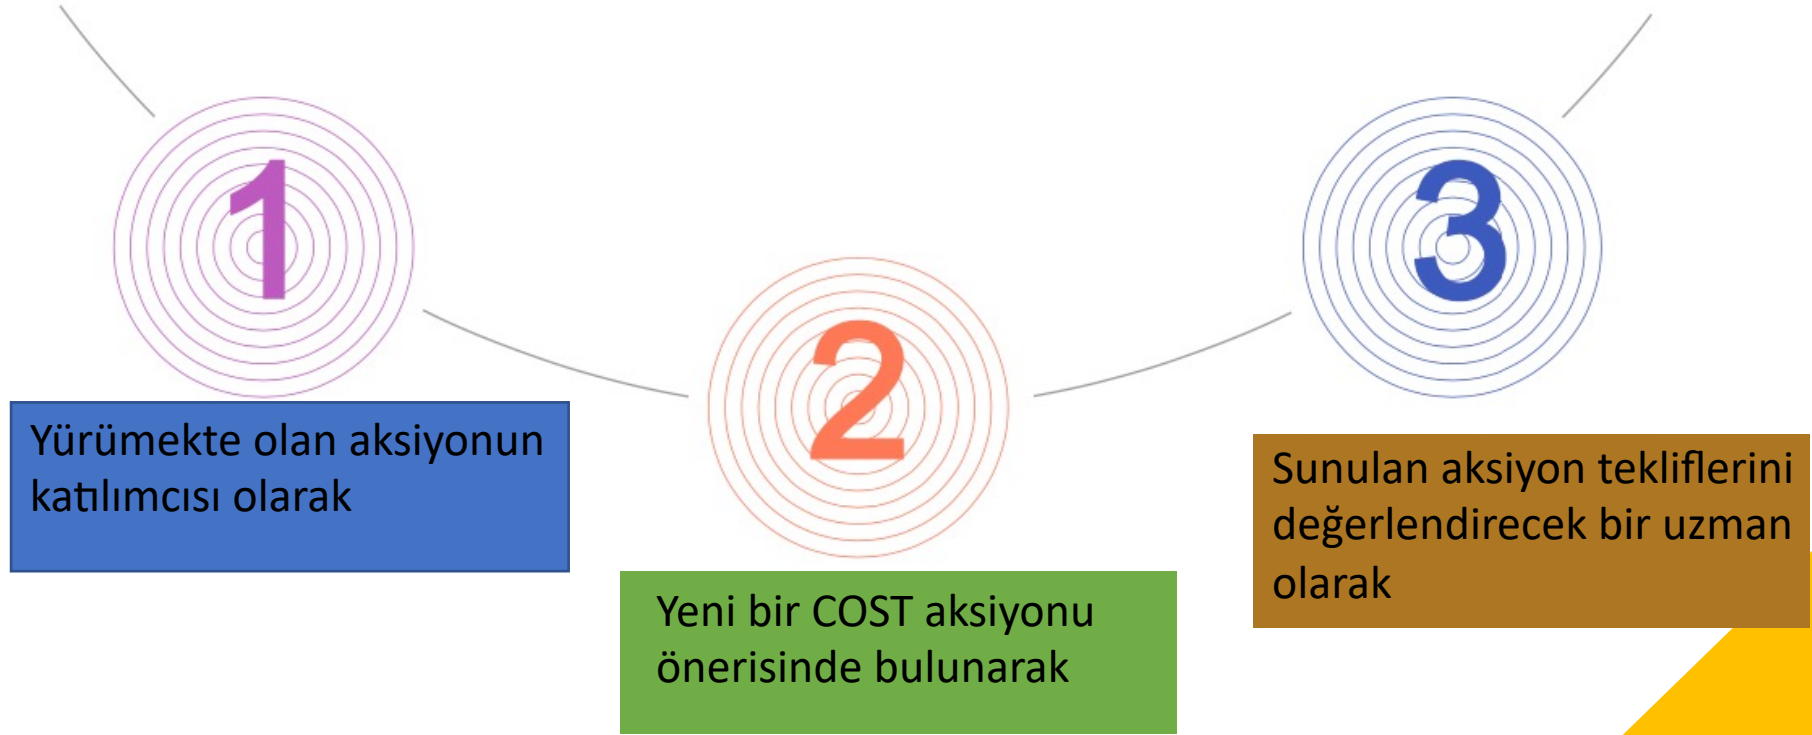 1
Yürümekte olan aksiyonun
katılımcısı olarak
2
Yeni bir COST aksiyonu
önerisinde bulunarak
3
Sunulan aksiyon tekliflerini
değerlendirecek bir uzman
olarak